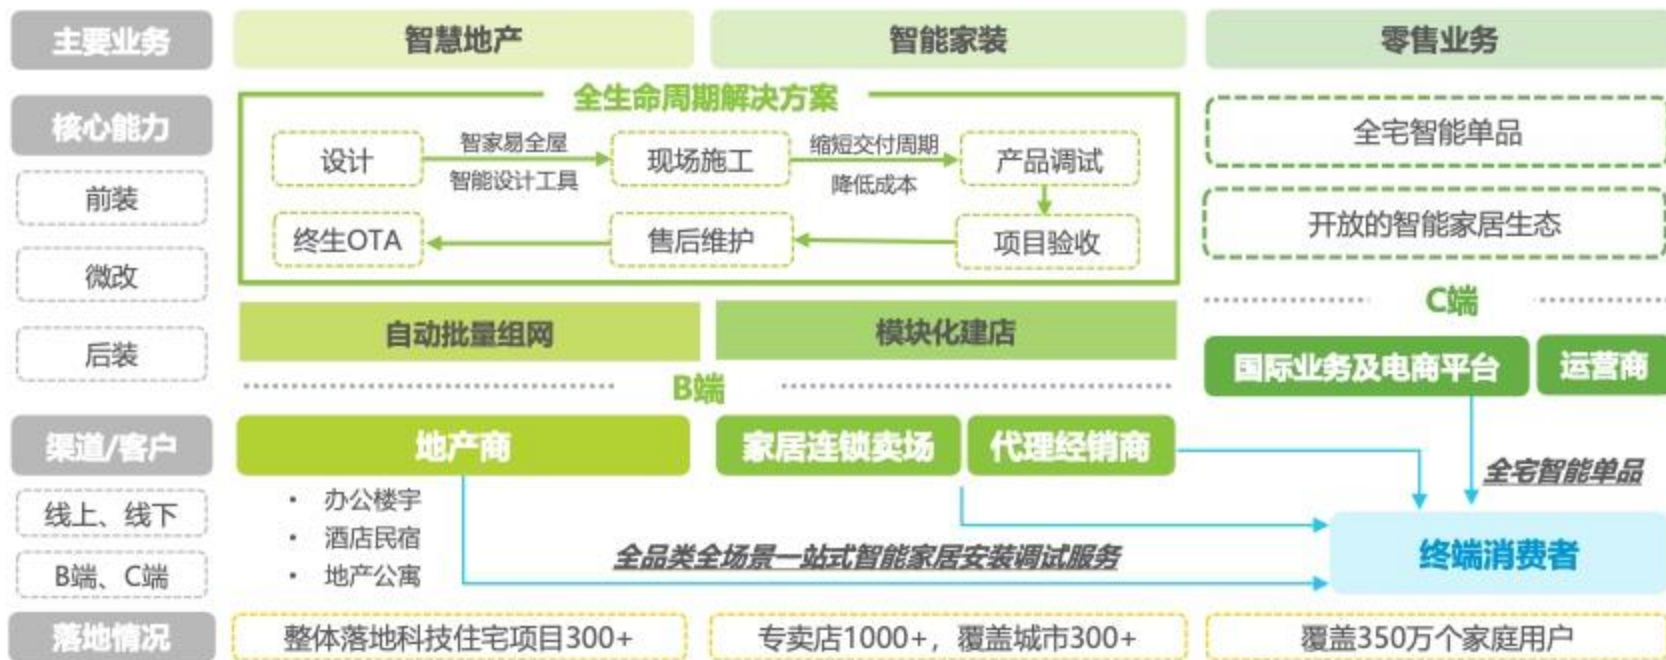 主要业务
智慧地产
智能家装
零售业务
核心能力
前装
微改
后装
全生命周期解决方案
设计
智家易全屋
智能设计工具
现场施工
缩短交付周期
降低成本
产品调试
终生OTA
售后维护
项目验收
全宅智能单品
开放的智能家居生态
自动批量组网
模块化建店
B端
C端
国际业务及电商平台
运营商
渠道/客户
线上、线下
B端、C端
地产商
家居连锁卖场
代理经销商
• 办公楼宇
• 酒店民宿
• 地产公寓
全品类全场景一站式智能家居安装调试服务
全宅智能单品
终端消费者
落地情况
整体落地科技住宅项目300+
专卖店1000+，覆盖城市300+
覆盖350万个家庭用户